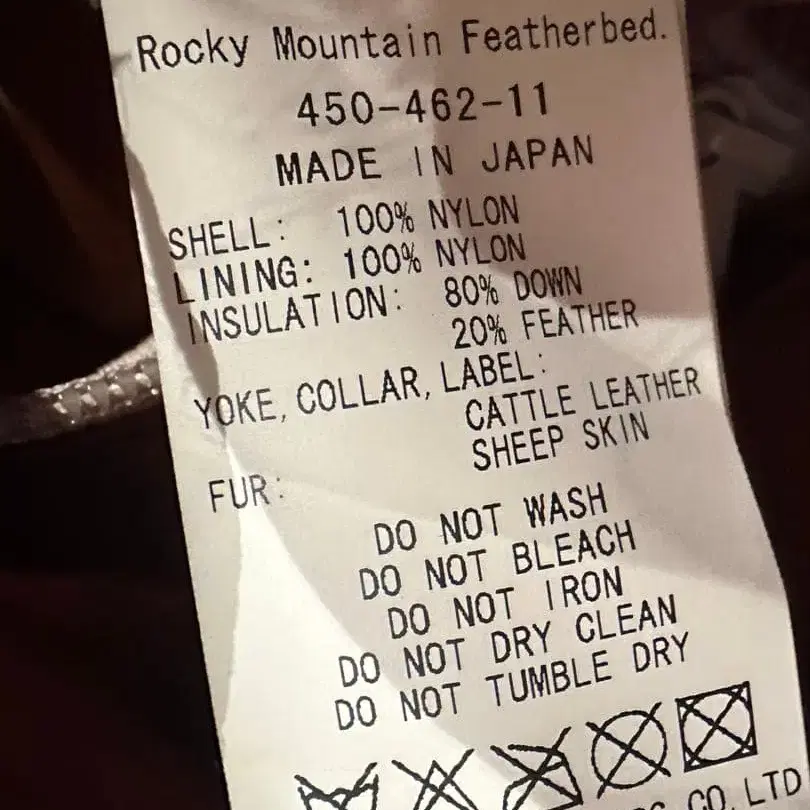 Rocky Mountain Featherbed.
450-462-11
MADE IN JAPAN
SHELL: 100% NYLON
LINING: 100% NYLON
INSULATION: 80% DOWN
20% FEATHER
YOKE, COLLAR, LABEL:
CATTLE LEATHER
FUR: SHEEP SKIN
DO NOT WASH
DO NOT BLEACH
DO NOT IRON
DO NOT DRY CLEAN
DO NOT TUMBLE DRY
CO LTD